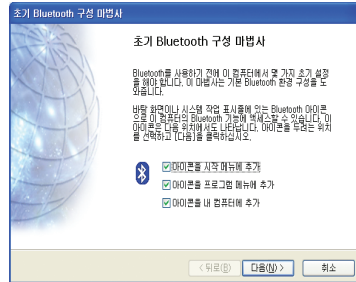 초기 Bluetooth 구성 마법사
초기 Bluetooth 구성 마법사
Bluetooth를 사용하기 전에 이 컴퓨터에서 몇 가지 초기 설정
을 해야 합니다. 이 마법사는 기본 Bluetooth 환경 구성을 도
와줍니다.
바탕 화면이나 시스템 작업 표시줄에 있는 Bluetooth 아이콘
으로 이 컴퓨터의 Bluetooth 기능에 액세스할 수 있습니다. 이
아이콘은 다음 위치에서도 나타납니다. 아이콘을 두려는 위치
를 선택하고 [다음]을 클릭하십시오.
아이콘을 시작 메뉴에 추가
아이콘을 프로그램 메뉴에 추가
아이콘을 내 컴퓨터에 추가
< 뒤로(B) 다음(N) > 취소